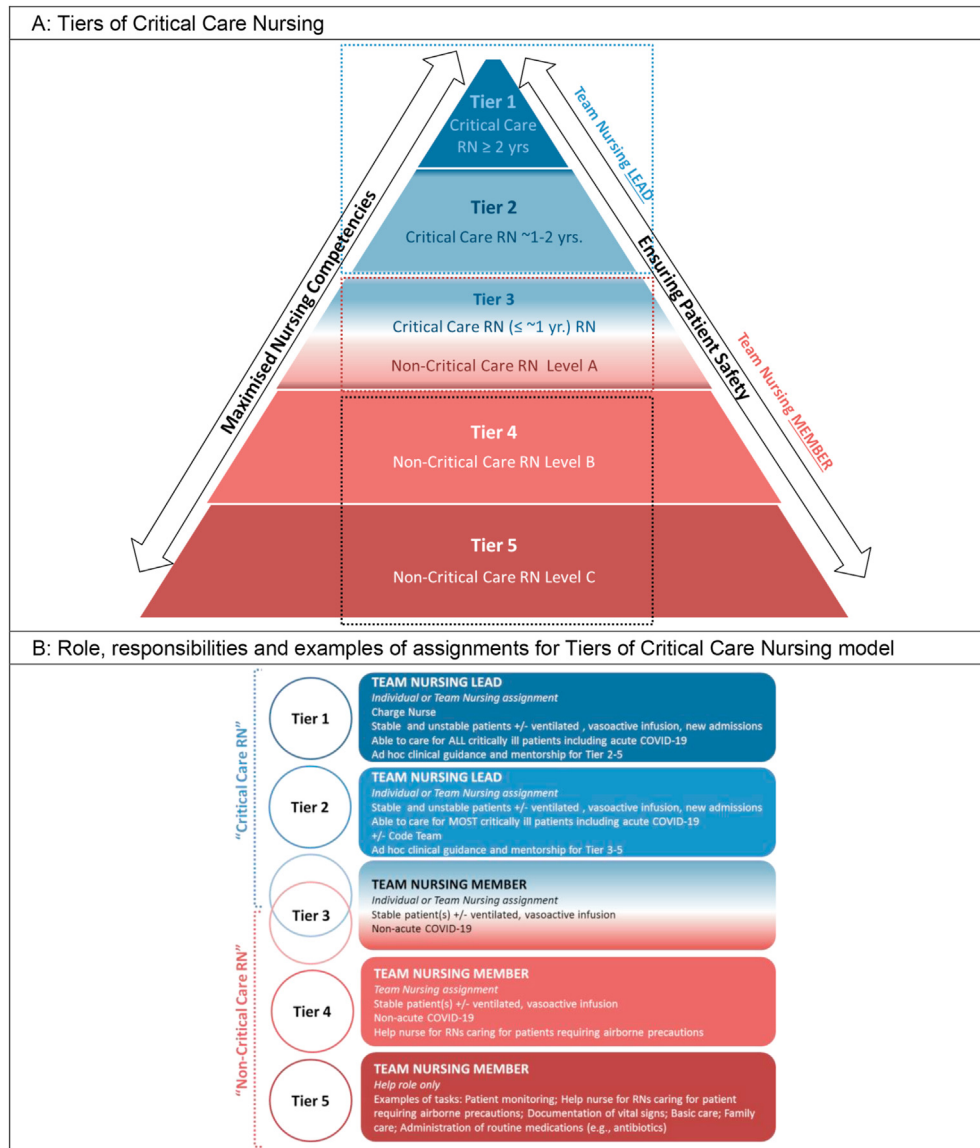 A: Tiers of Critical Care Nursing
Tier 1
Critical Care
RN ≥ 2 yrs
Tier 2
Critical Care RN ~1-2 yrs.
Tier 3
Critical Care RN (≤ ~1 yr.) RN
Non-Critical Care RN Level A
Tier 4
Non-Critical Care RN Level B
Tier 5
Non-Critical Care RN Level C
Maximised Nursing Competencies
Ensuring Patient Safety
Team Nursing LEAD
Team Nursing MEMBER
B: Role, responsibilities and examples of assignments for Tiers of Critical Care Nursing model
"Critical Care RN"
"Non-Critical Care RN"
Tier 1
TEAM NURSING LEAD
Individual or Team Nursing assignment
Charge Nurse
Stable and unstable patients +/- ventilated , vasoactive infusion, new admissions
Able to care for ALL critically ill patients including acute COVID-19
Ad hoc clinical guidance and mentorship for Tier 2-5
Tier 2
TEAM NURSING LEAD
Individual or Team Nursing assignment
Stable and unstable patients +/- ventilated , vasoactive infusion, new admissions
Able to care for MOST critically ill patients including acute COVID-19
+/- Code Team
Ad hoc clinical guidance and mentorship for Tier 3-5
Tier 3
TEAM NURSING MEMBER
Individual or Team Nursing assignment
Stable patient(s) +/- ventilated, vasoactive infusion
Non-acute COVID-19
Tier 4
TEAM NURSING MEMBER
Team Nursing assignment
Stable patient(s) +/- ventilated, vasoactive infusion
Non-acute COVID-19
Help nurse for RNs caring for patients requiring airborne precautions
Tier 5
TEAM NURSING MEMBER
Help role only
Examples of tasks: Patient monitoring; Help nurse for RNs caring for patient
requiring airborne precautions; Documentation of vital signs; Basic care; Family
care; Administration of routine medications (e.g., antibiotics)